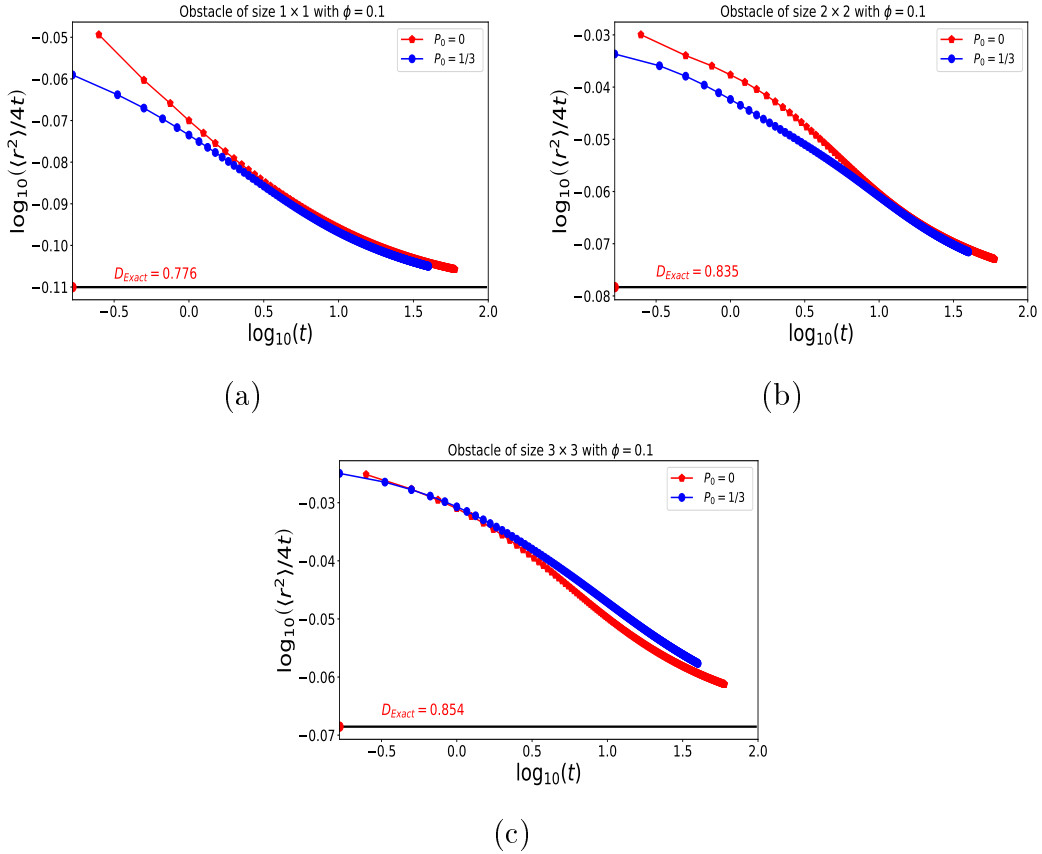 Obstacle of size 1 × 1 with ϕ = 0.1
P₀ = 0
P₀ = 1/3
−0.05
−0.06
−0.07
−0.08
−0.09
−0.10
−0.11
log₁₀(⟨r²⟩/4t)
D_Exact = 0.776
−0.5
0.0
0.5
1.0
1.5
2.0
log₁₀(t)
(a)
Obstacle of size 2 × 2 with ϕ = 0.1
P₀ = 0
P₀ = 1/3
−0.03
−0.04
−0.05
−0.06
−0.07
−0.08
log₁₀(⟨r²⟩/4t)
D_Exact = 0.835
−0.5
0.0
0.5
1.0
1.5
2.0
log₁₀(t)
(b)
Obstacle of size 3 × 3 with ϕ = 0.1
P₀ = 0
P₀ = 1/3
−0.03
−0.04
−0.05
−0.06
−0.07
log₁₀(⟨r²⟩/4t)
D_Exact = 0.854
−0.5
0.0
0.5
1.0
1.5
2.0
log₁₀(t)
(c)